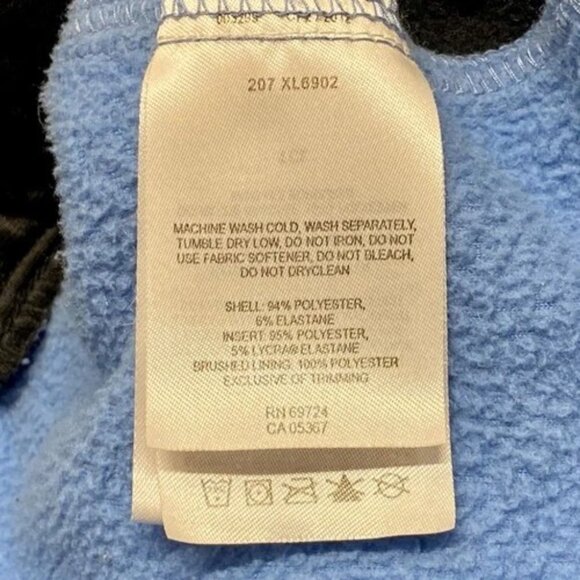 207 XL6902
MACHINE WASH COLD, WASH SEPARATELY,
TUMBLE DRY LOW, DO NOT IRON, DO NOT
USE FABRIC SOFTENER, DO NOT BLEACH,
DO NOT DRYCLEAN
SHELL: 94% POLYESTER,
6% ELASTANE
INSERT: 95% POLYESTER,
5% LYCRA® ELASTANE
BRUSHED LINING: 100% POLYESTER
EXCLUSIVE OF TRIMMING
RN 69724
CA 05367